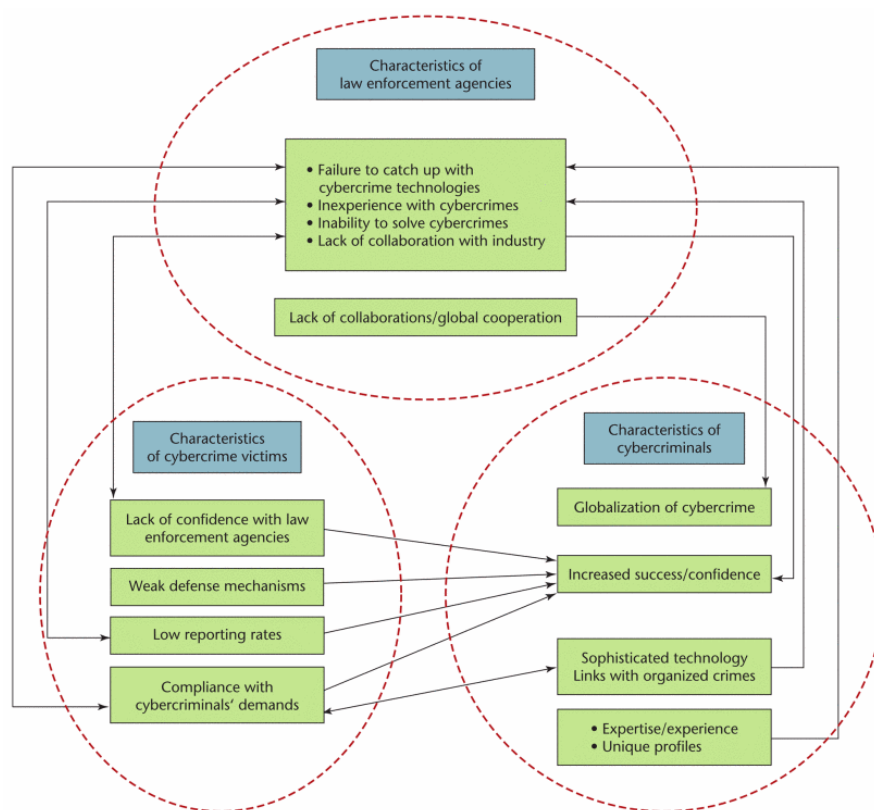 Characteristics of
law enforcement agencies
• Failure to catch up with
cybercrime technologies
• Inexperience with cybercrimes
• Inability to solve cybercrimes
• Lack of collaboration with industry
Lack of collaborations/global cooperation
Characteristics
of cybercrime victims
Lack of confidence with law
enforcement agencies
Weak defense mechanisms
Low reporting rates
Compliance with
cybercriminals' demands
Characteristics of
cybercriminals
Globalization of cybercrime
Increased success/confidence
Sophisticated technology
Links with organized crimes
• Expertise/experience
• Unique profiles